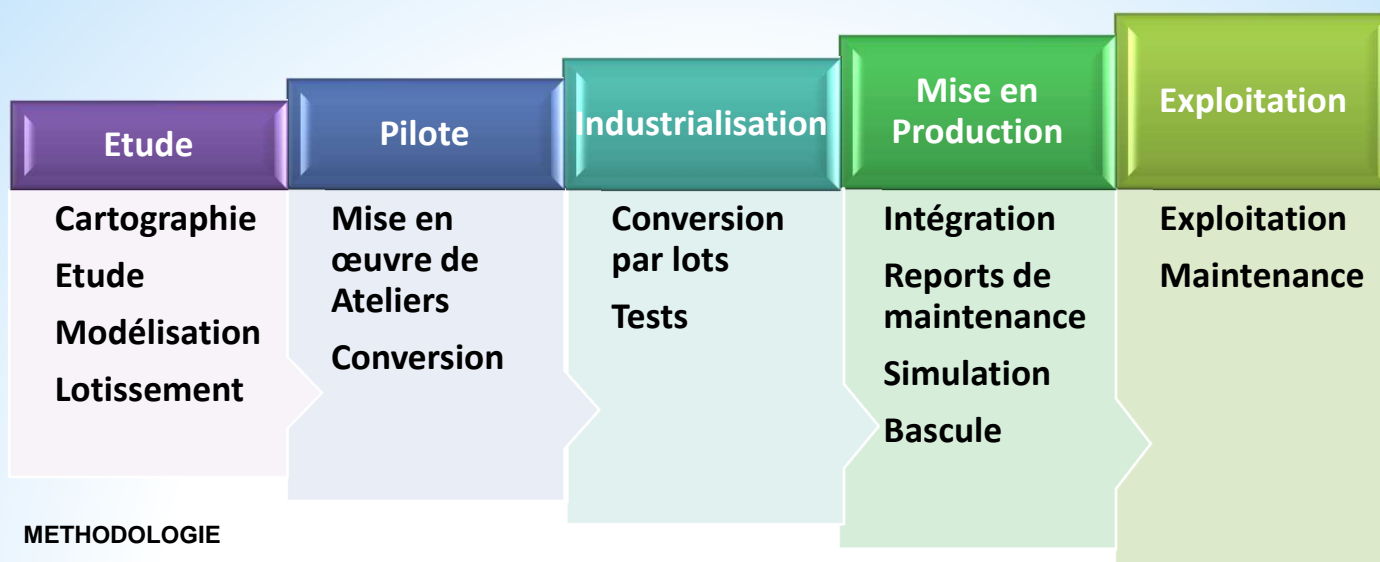 Etude
Cartographie
Etude
Modélisation
Lotissement
Pilote
Mise en
œuvre de
Ateliers
Conversion
Industrialisation
Conversion
par lots
Tests
Mise en
Production
Intégration
Reports de
maintenance
Simulation
Bascule
Exploitation
Exploitation
Maintenance
METHODOLOGIE